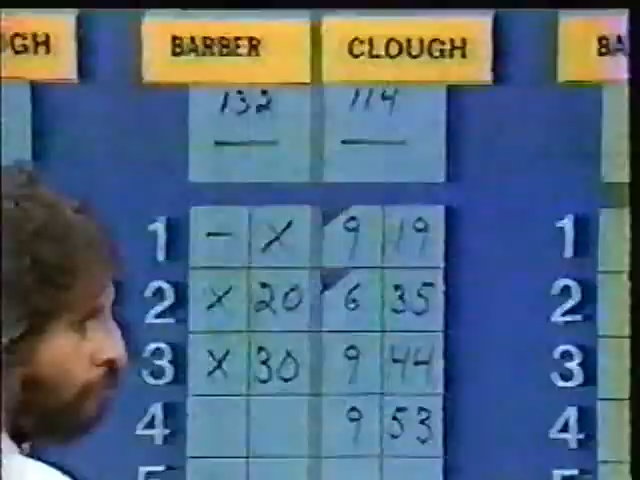 GH BARBER CLOUGH BA
132 114
1 - X 9 19 1
2 X 20 6 35 2
3 X 30 9 44 3
4 9 53 4